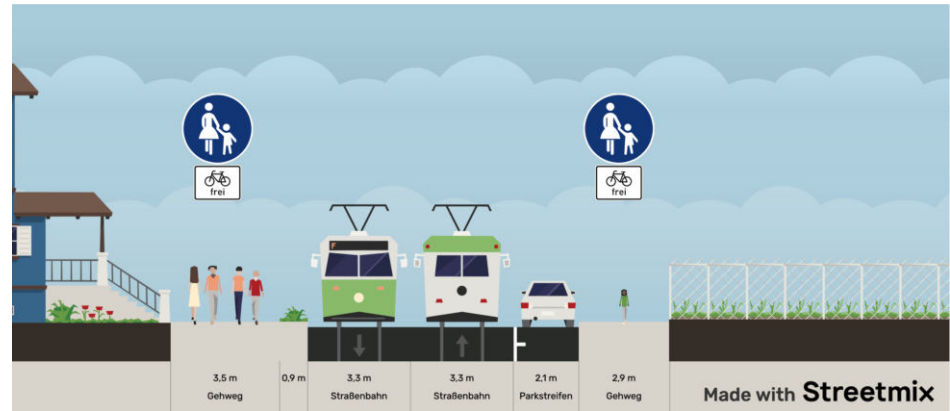 frei
frei
3,5 m
Gehweg
0,9 m
3,3 m
Straßenbahn
3,3 m
Straßenbahn
2,1 m
Parkstreifen
2,9 m
Gehweg
Made with Streetmix